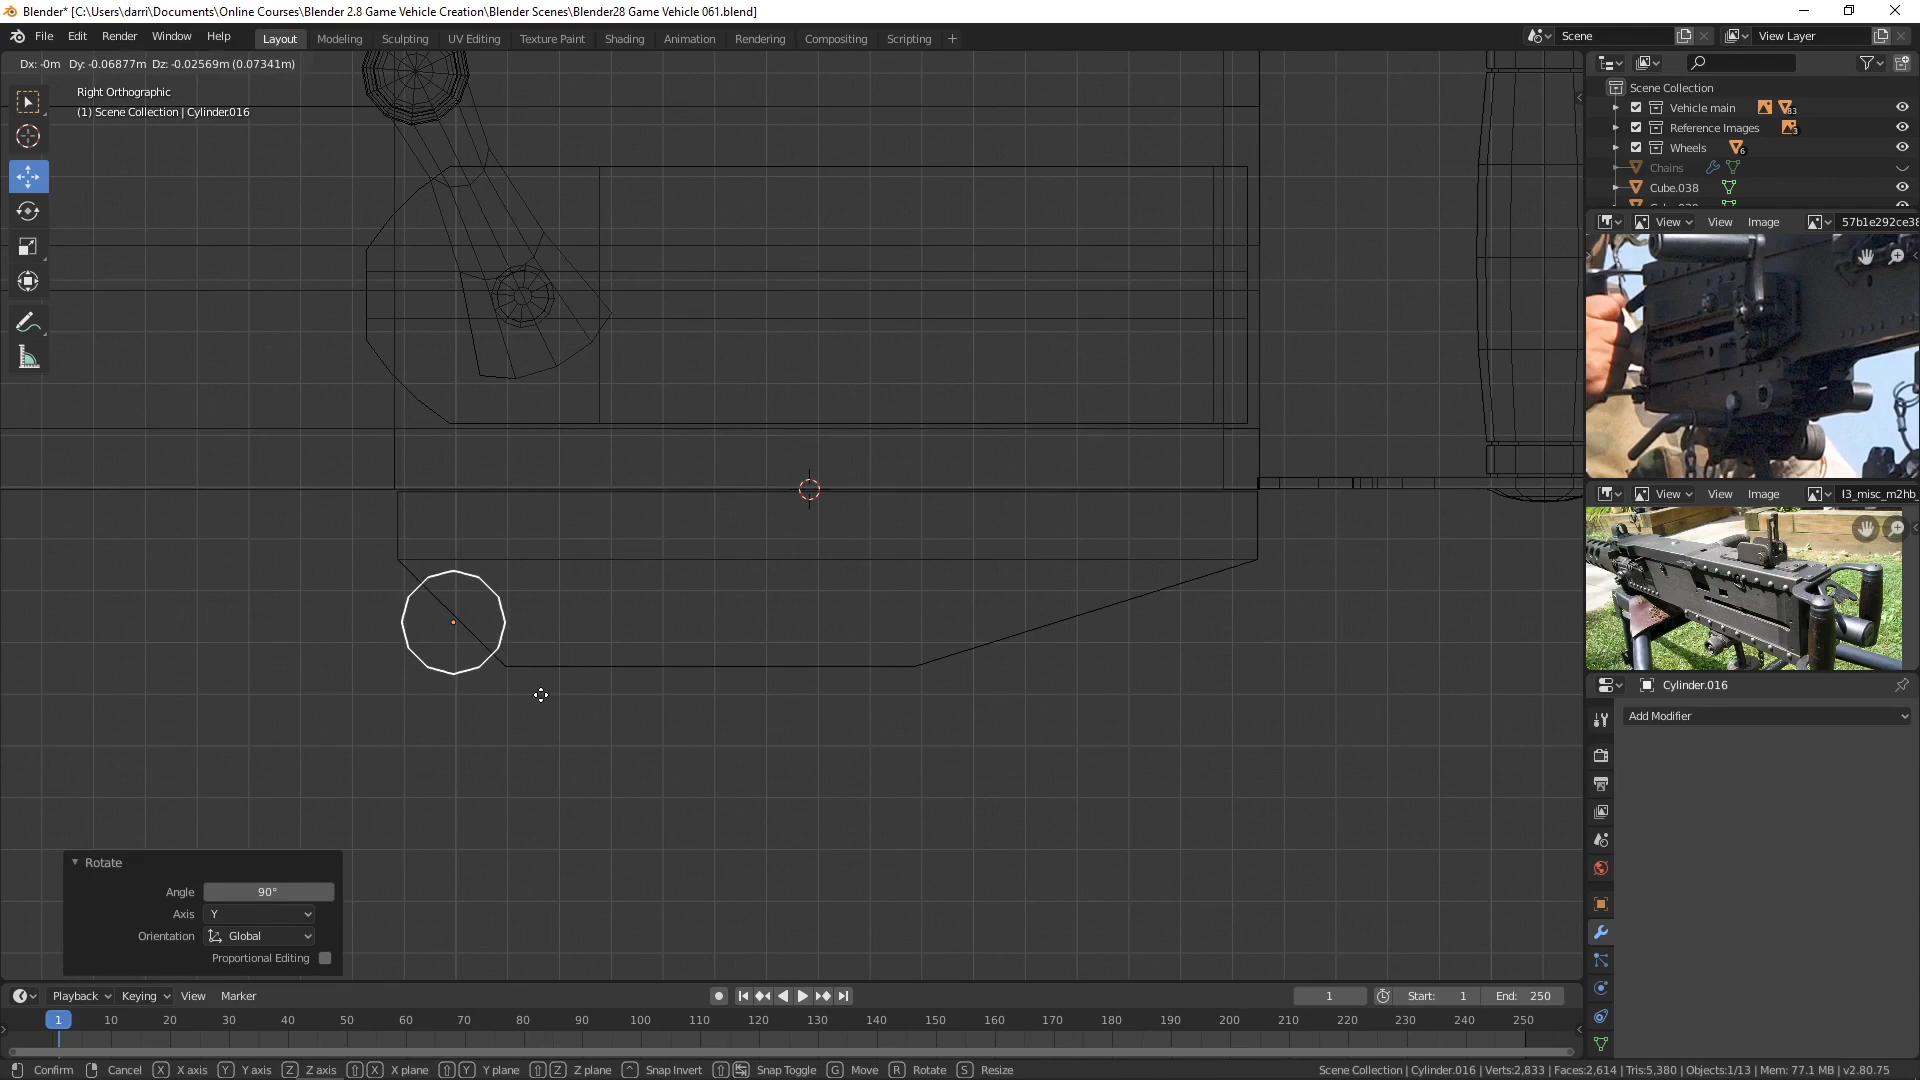 Blender* [C:\Users\darri\Documents\Online Courses\Blender 2.8 Game Vehicle Creation\Blender Scenes\Blender28 Game Vehicle 061.blend]
File Edit Render Window Help Layout Modeling Sculpting UV Editing Texture Paint Shading Animation Rendering Compositing Scripting + Scene View Layer
Dx: -0m Dy: -0.06877m Dz: -0.02569m (0.07341m)
Right Orthographic
(1) Scene Collection | Cylinder.016
Scene Collection
Vehicle main 83
Reference Images 3
Wheels 6
Chains
Cube.038
View View Image 57b1e292ce38
View View Image l3_misc_m2hb_
Cylinder.016
Add Modifier
Rotate
Angle 90°
Axis Y
Orientation Global
Proportional Editing
Playback Keying View Marker 1 Start: 1 End: 250
1 10 20 30 40 50 60 70 80 90 100 110 120 130 140 150 160 170 180 190 200 210 220 230 240 250
Confirm Cancel X X axis Y Y axis Z Z axis X X plane Y Y plane Z Z plane ^ Snap Invert Snap Toggle G Move R Rotate S Resize Scene Collection | Cylinder.016 | Verts:2,833 | Faces:2,614 | Tris:5,380 | Objects:1/13 | Mem: 77.1 MB | v2.80.75